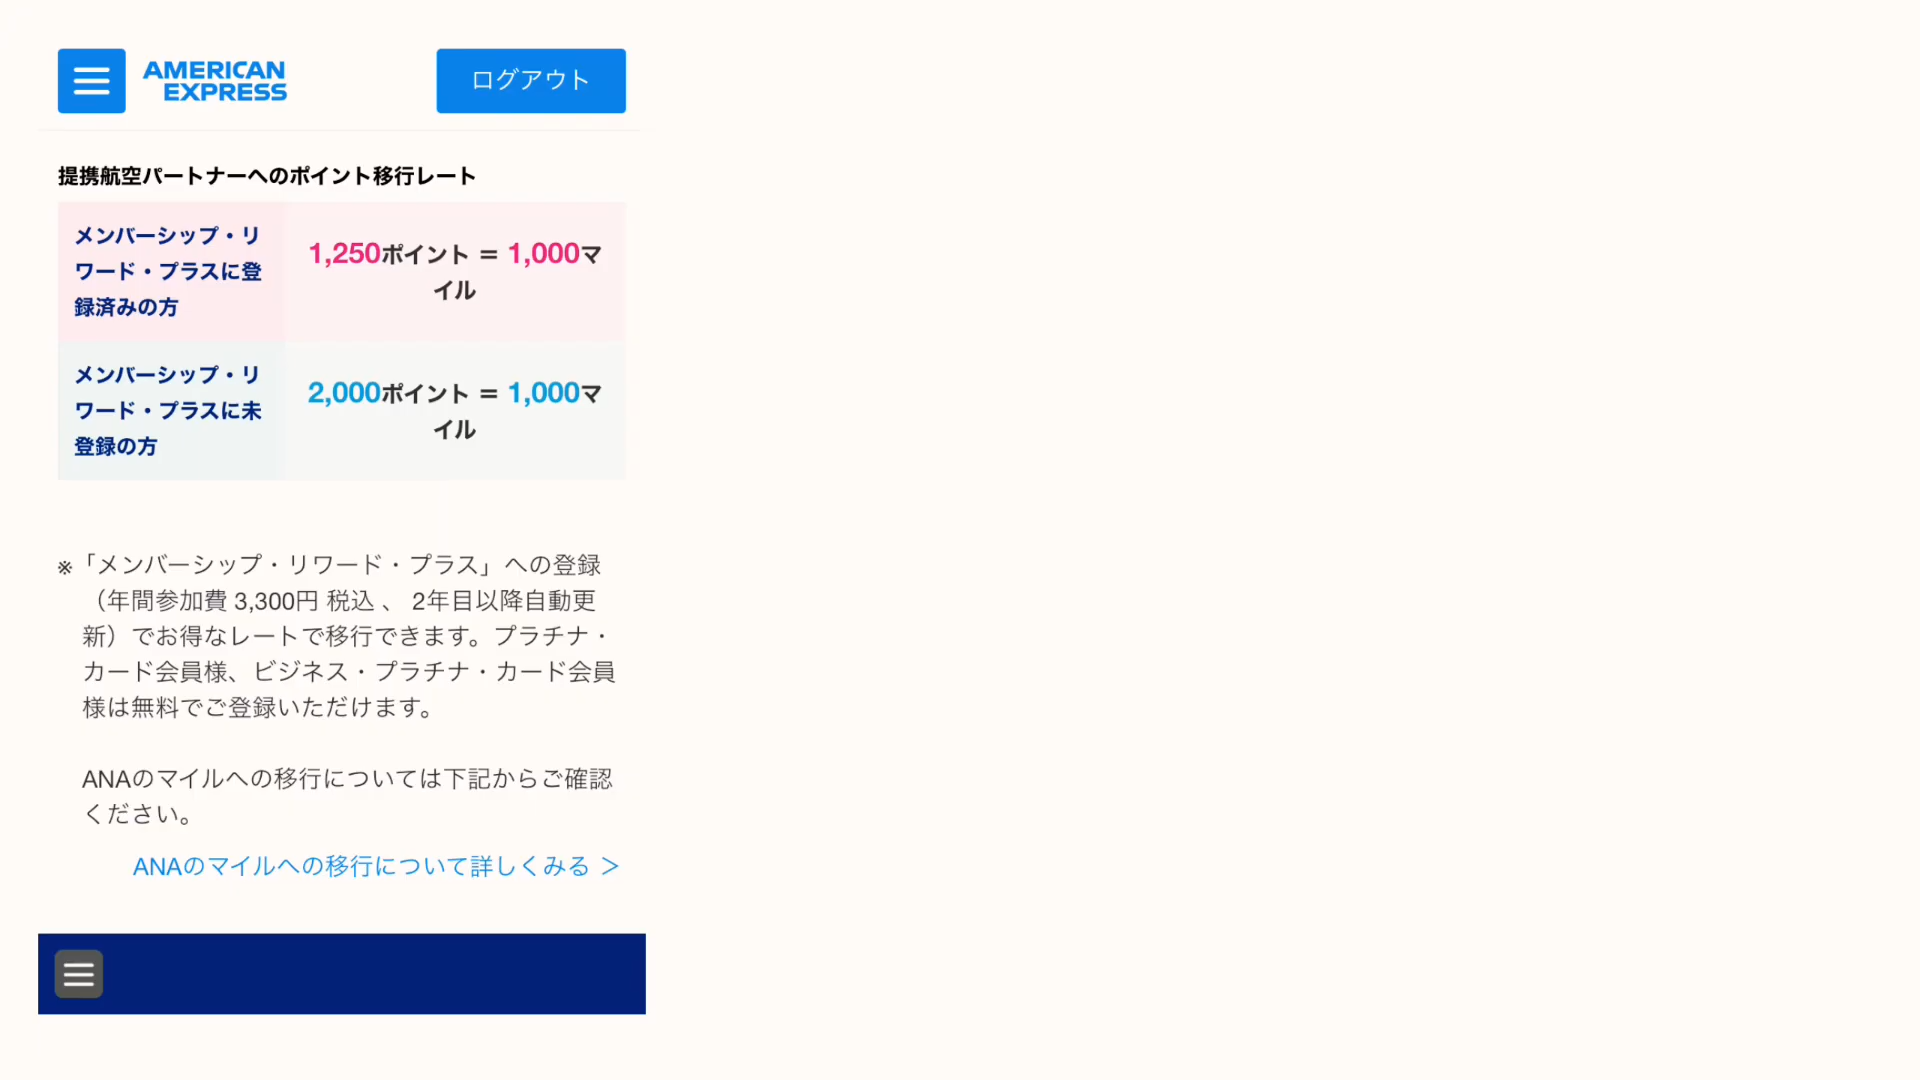 AMERICAN
EXPRESS
ログアウト
提携航空パートナーへのポイント移行レート
メンバーシップ・リ
ワード・プラスに登
録済みの方
1,250ポイント = 1,000マ
イル
メンバーシップ・リ
ワード・プラスに未
登録の方
2,000ポイント = 1,000マ
イル
※「メンバーシップ・リワード・プラス」への登録
（年間参加費 3,300円 税込 、 2年目以降自動更
新）でお得なレートで移行できます。プラチナ・
カード会員様、ビジネス・プラチナ・カード会員
様は無料でご登録いただけます。
ANAのマイルへの移行については下記からご確認
ください。
ANAのマイルへの移行について詳しくみる ＞